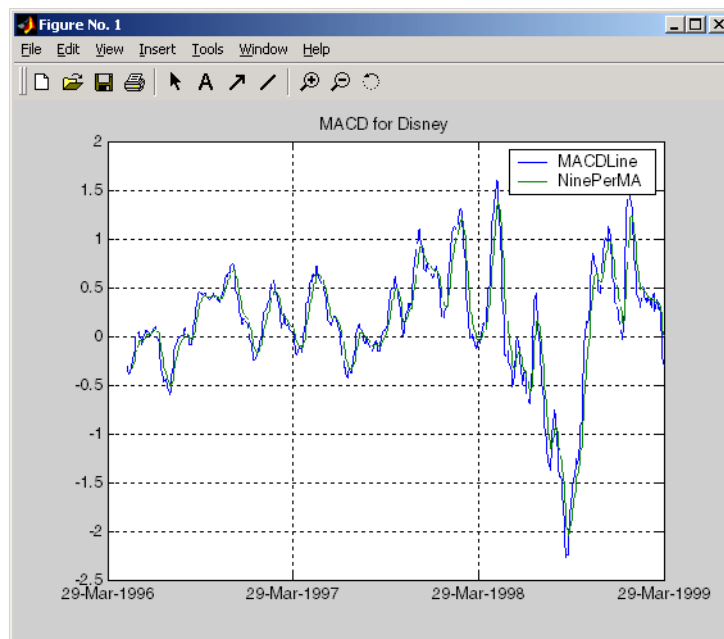 Figure No. 1
File Edit View Insert Tools Window Help
A
MACD for Disney
MACDLine
NinePerMA
2
1.5
1
0.5
0
-0.5
-1
-1.5
-2
-2.5
29-Mar-1996 29-Mar-1997 29-Mar-1998 29-Mar-1999